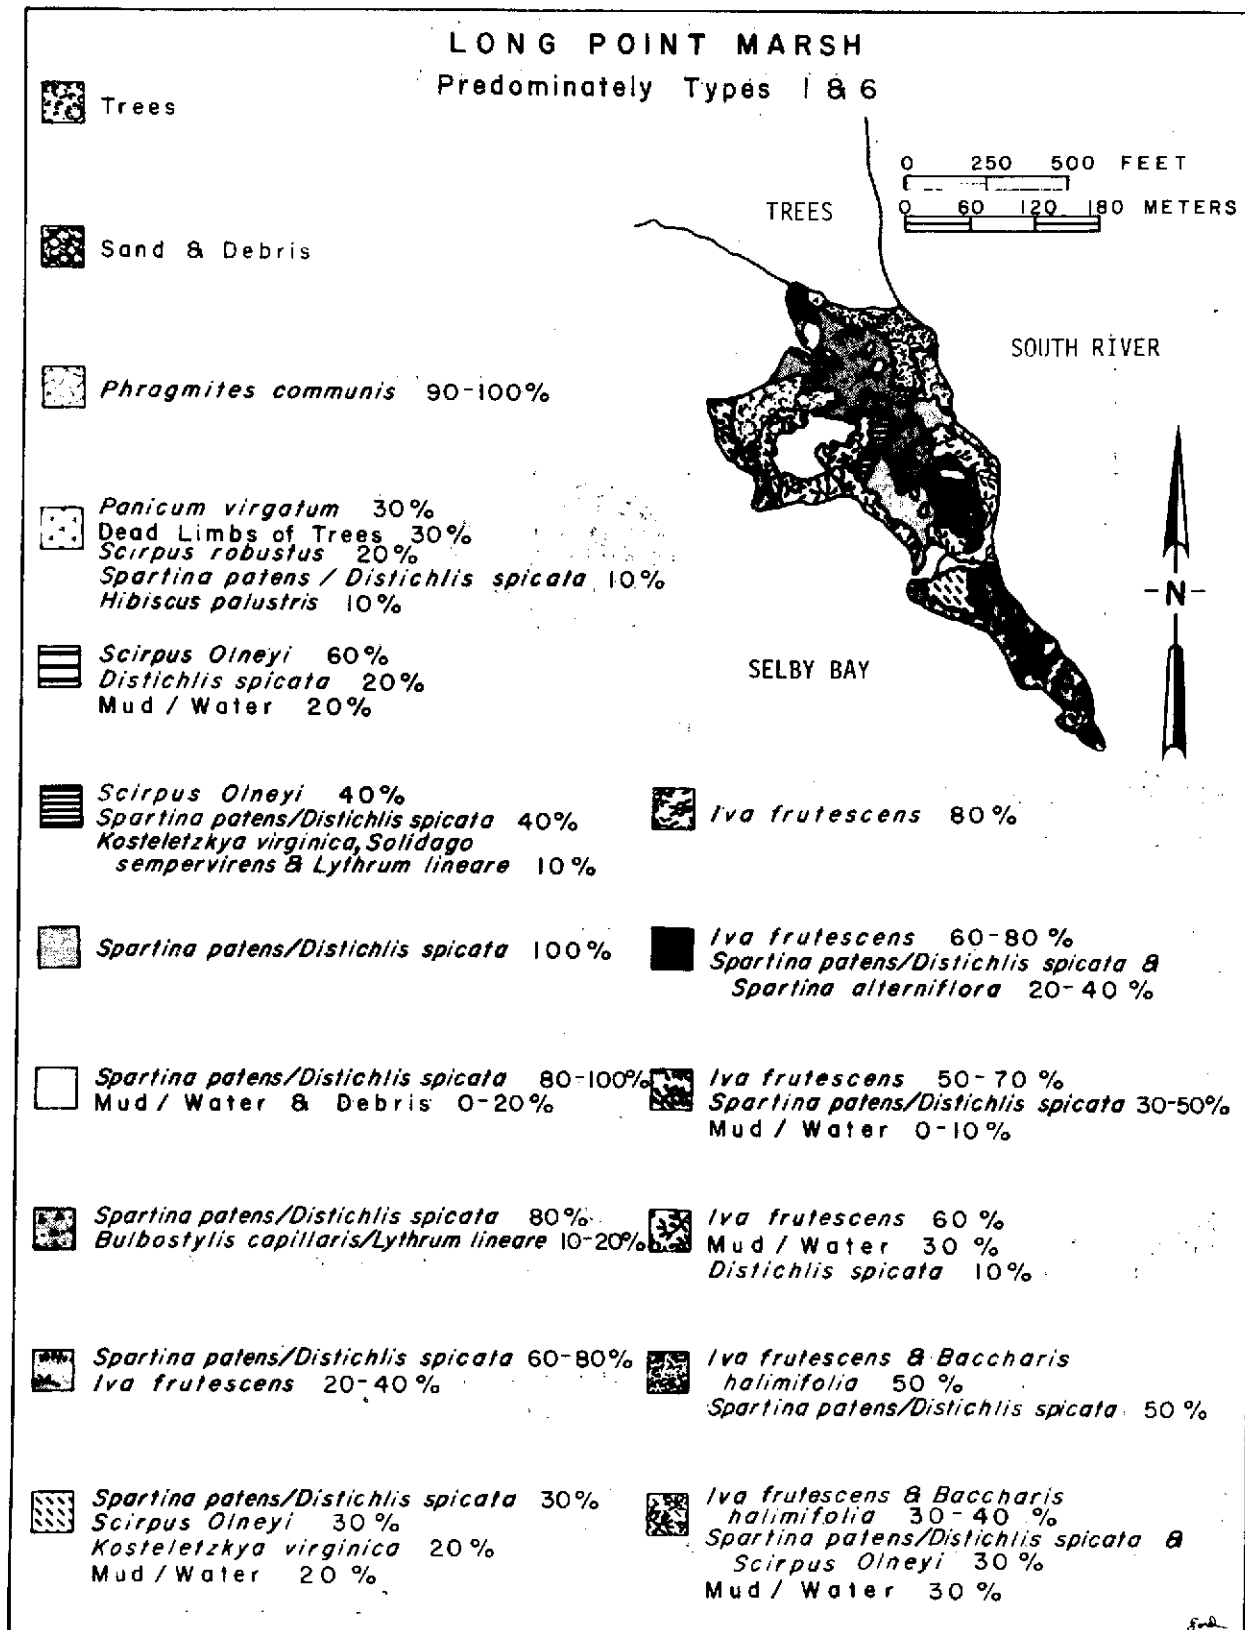 LONG POINT MARSH
Predominately Types 1 & 6
Trees
0 250 500 FEET
0 60 120 180 METERS
TREES
Sand & Debris
SOUTH RIVER
Phragmites communis 90-100%
Panicum virgatum 30%
Dead Limbs of Trees 30%
Scirpus robustus 20%
Spartina patens / Distichlis spicata 10%
Hibiscus palustris 10%
-N-
SELBY BAY
Scirpus Olneyi 60%
Distichlis spicata 20%
Mud / Water 20%
Scirpus Olneyi 40%
Spartina patens/Distichlis spicata 40%
Kosteletzkya virginica, Solidago
sempervirens & Lythrum lineare 10%
Spartina patens/Distichlis spicata 100%
Spartina patens/Distichlis spicata 80-100%
Mud / Water & Debris 0-20%
Spartina patens/Distichlis spicata 80%
Bulbostylis capillaris/Lythrum lineare 10-20%
Spartina patens/Distichlis spicata 60-80%
Iva frutescens 20-40%
Spartina patens/Distichlis spicata 30%
Scirpus Olneyi 30%
Kosteletzkya virginica 20%
Mud / Water 20%
Iva frutescens 80%
Iva frutescens 60-80%
Spartina patens/Distichlis spicata &
Spartina alterniflora 20-40%
Iva frutescens 50-70%
Spartina patens/Distichlis spicata 30-50%
Mud / Water 0-10%
Iva frutescens 60%
Mud / Water 30%
Distichlis spicata 10%
Iva frutescens & Baccharis
halimifolia 50%
Spartina patens/Distichlis spicata 50%
Iva frutescens & Baccharis
halimifolia 30-40 %
Spartina patens/Distichlis spicata &
Scirpus Olneyi 30%
Mud / Water 30%